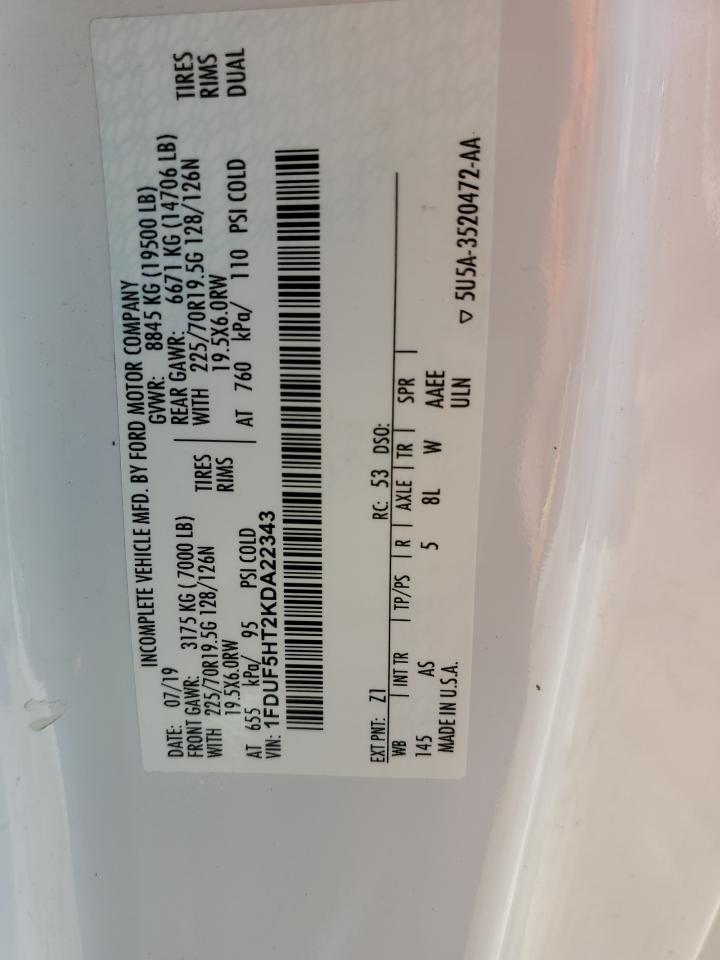 INCOMPLETE VEHICLE MFD. BY FORD MOTOR COMPANY
DATE: 07/19 GVWR: 8845 KG (19500 LB)
FRONT GAWR: 3175 KG ( 7000 LB) REAR GAWR: 6671 KG (14706 LB)
WITH 225/70R19.5G 128/126N TIRES WITH 225/70R19.5G 128/126N TIRES
19.5X6.0RW RIMS 19.5X6.0RW RIMS
AT 655 kPa/ 95 PSI COLD AT 760 kPa/ 110 PSI COLD DUAL
VIN: 1FDUF5HT2KDA22343
EXT PNT: Z1 RC: 53 DSO:
WB INT TR TP/PS R AXLE TR SPR
145 AS 5 8L W AAEE
MADE IN U.S.A. ULN
▽ 5U5A-3520472-AA